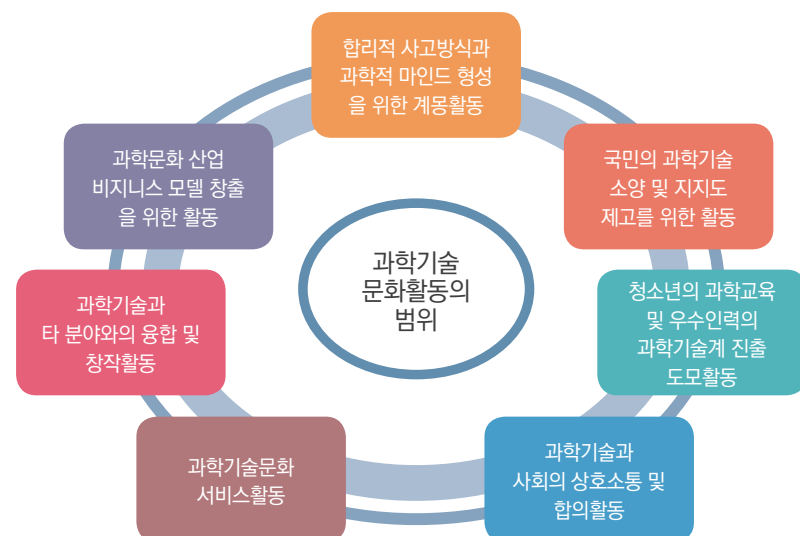 합리적 사고방식과
과학적 마인드 형성
을 위한 계몽활동
국민의 과학기술
소양 및 지지도
제고를 위한 활동
청소년의 과학교육
및 우수인력의
과학기술계 진출
도모활동
과학기술과
사회의 상호소통 및
합의활동
과학기술문화
서비스활동
과학기술과
타 분야와의 융합 및
창작활동
과학문화 산업
비지니스 모델 창출
을 위한 활동
과학기술
문화활동의
범위